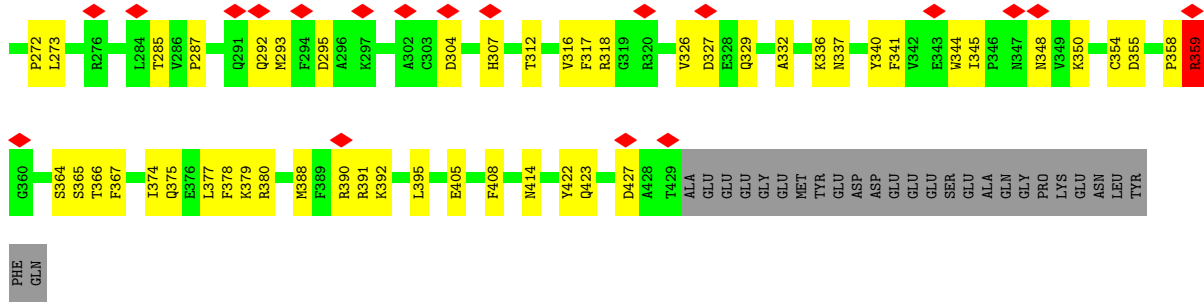 P272 L273 R276 L284 T285 V286 P287 Q291 Q292 M293 F294 D295 A296 K297 A302 C303 D304 H307 T312 V316 F317 R318 G319 R320 V326 D327 E328 Q329 A332 K336 N337 Y340 F341 V342 E343 W344 I345 P346 N347 N348 V349 K350 C354 D355 P358 R359
G360 S364 S365 T366 F367 I374 Q375 E376 L377 F378 K379 R380 M388 F389 R390 R391 K392 L395 E405 F408 N414 Y422 Q423 D427 A428 T429 ALA GLU GLU GLU GLY GLU MET TYR GLU ASP ASP GLU GLU GLU SER GLU ALA GLN GLY PRO LYS GLU ASN LEU TYR
PHE GLN